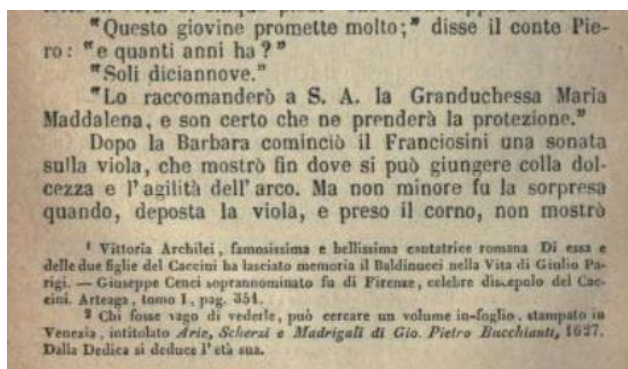 "Questo giovine promette molto;" disse il conte Pie-
ro: "e quanti anni ha?"
"Soli diciannove."
"Lo raccomanderò a S. A. la Granduchessa Maria
Maddalena, e son certo che ne prenderà la protezione."
Dopo la Barbara cominciò il Franciosini una sonata
sulla viola, che mostrò fin dove si può giungere colla dol-
cezza e l'agilità dell'arco. Ma non minore fu la sorpresa
quando, deposta la viola, e preso il corno, non mostrò
¹ Vittoria Archilei, famosissima e bellissima cantatrice romana Di essa e
delle due figlie del Caccini ha lasciato memoria il Baldinucci nella Vita di Giulio Pa-
rigi. — Giuseppe Cenci soprannominato fu di Firenze, celebre discepolo del Cac-
cini. Arteaga, tomo I, pag. 351.
² Chi fosse vago di vederle, può cercare un volume in-foglio, stampato in
Venezia, intitolato Arie, Scherzi e Madrigali di Gio. Pietro Bucchianti, 1627.
Dalla Dedica si deduce l'età sua.